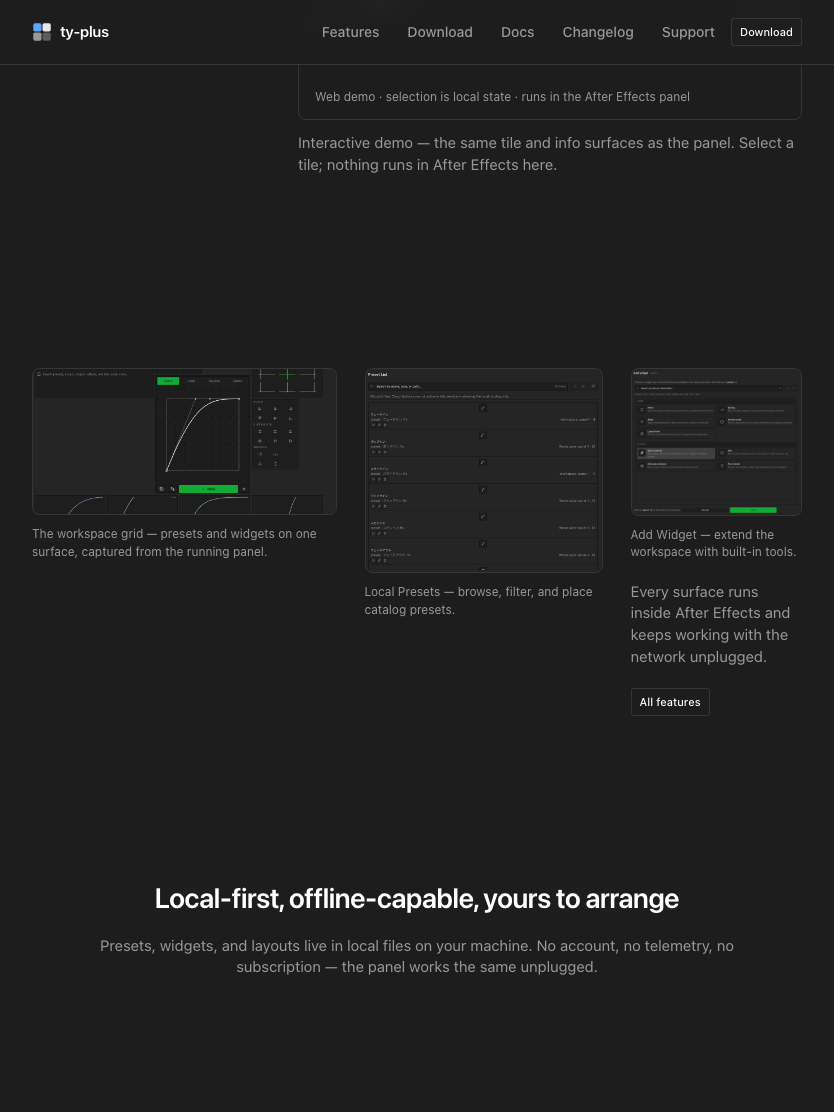 ty-plus
Features
Download
Docs
Changelog
Support
Download
Web demo · selection is local state · runs in the After Effects panel
Interactive demo — the same tile and info surfaces as the panel. Select a
tile; nothing runs in After Effects here.
The workspace grid — presets and widgets on one
surface, captured from the running panel.
Preset List
Local Presets — browse, filter, and place
catalog presets.
Add Widget — extend the
workspace with built-in tools.
Every surface runs
inside After Effects and
keeps working with the
network unplugged.
All features
Local-first, offline-capable, yours to arrange
Presets, widgets, and layouts live in local files on your machine. No account, no telemetry, no
subscription — the panel works the same unplugged.